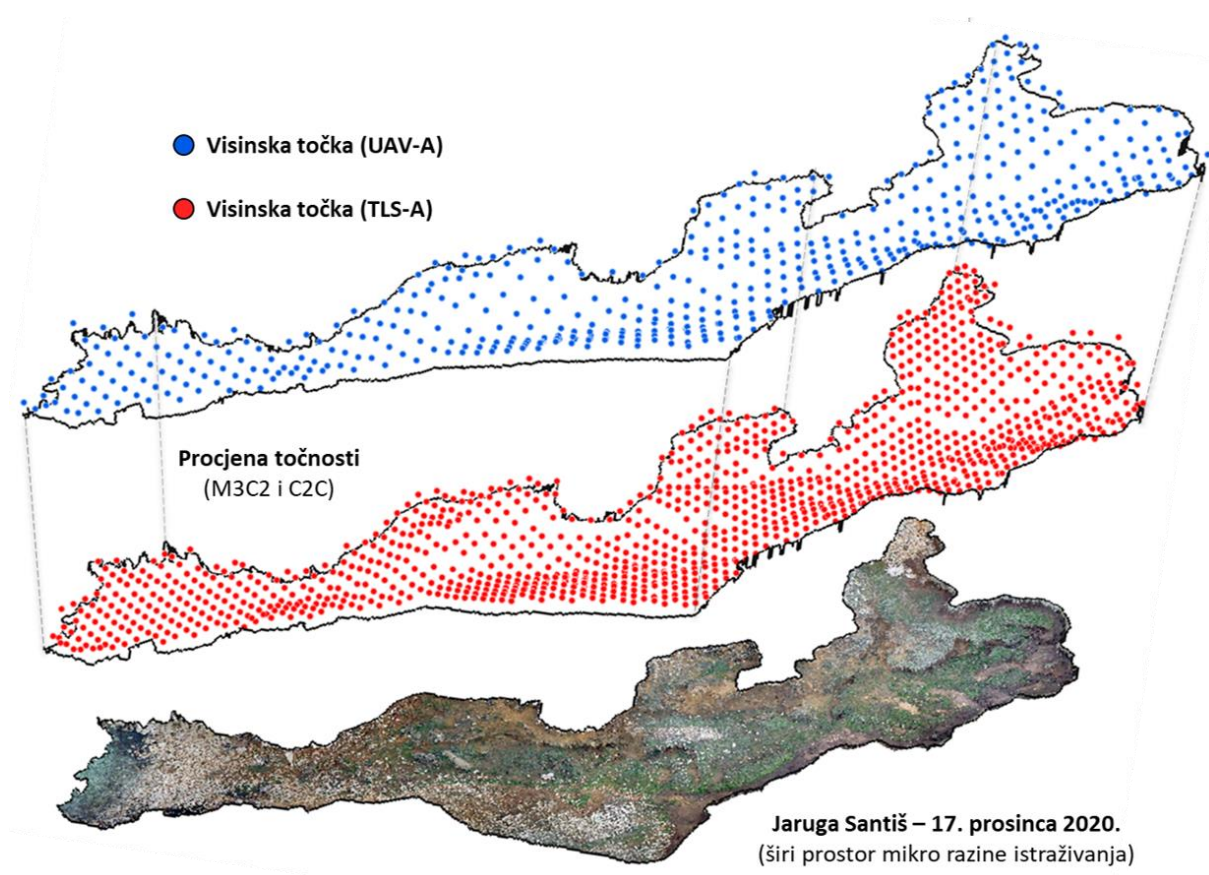 Visinska točka (UAV-A)
Visinska točka (TLS-A)
Procjena točnosti
(M3C2 i C2C)
Jaruga Santiš – 17. prosinca 2020.
(širi prostor mikro razine istraživanja)